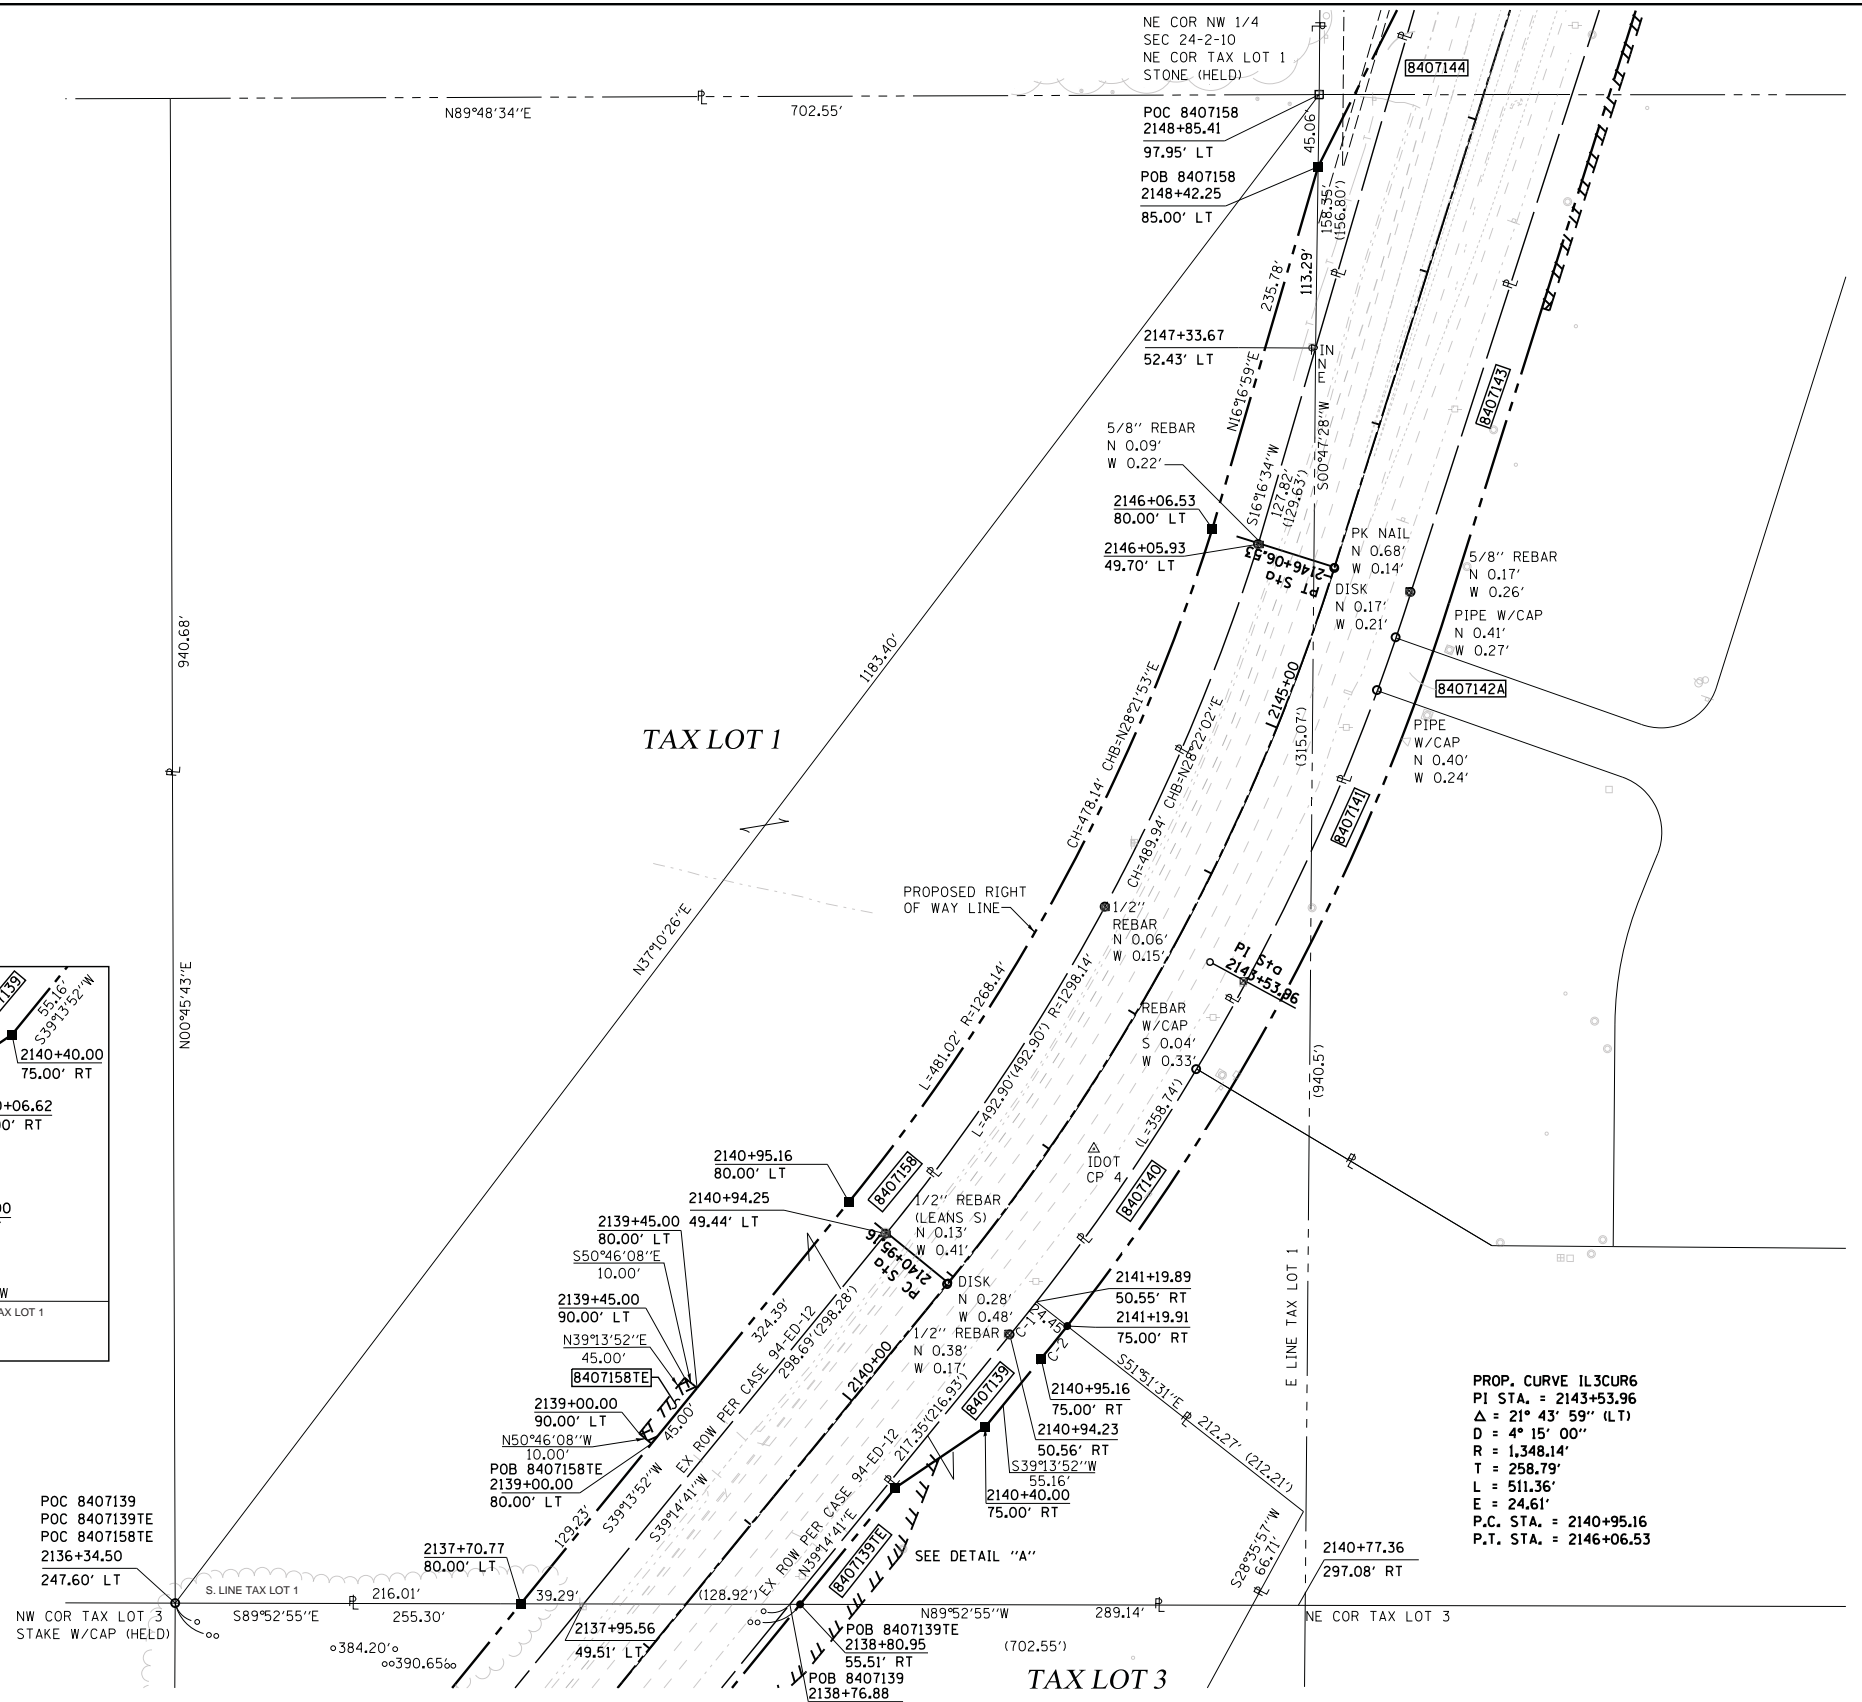 NE COR NW 1/4
SEC 24-2-10
NE COR TAX LOT 1
STONE (HELD)
8407144
N89°48'34"E
702.55'
POC 8407158
2148+85.41
97.95' LT
POB 8407158
2148+42.25
85.00' LT
45.06'
158.35'
(156.80')
113.29'
235.78'
N16°16'59"E
2147+33.67
52.43' LT
IN
N
E
S00°47'28"W
8407143
5/8" REBAR
N 0.09'
W 0.22'
S16°16'34"W
127.82'
(129.63')
2146+06.53
80.00' LT
2146+05.93
49.70' LT
PT Sta
2146+06.53
PK NAIL
N 0.68'
W 0.14'
DISK
N 0.17'
W 0.21'
5/8" REBAR
N 0.17'
W 0.26'
PIPE W/CAP
N 0.41'
W 0.27'
8407142A
PIPE
W/CAP
N 0.40'
W 0.24'
940.68'
1183.40'
TAX LOT 1
CH=478.14' CHB=N28°21'53"E
CH=489.94' CHB=N28°22'02"E
2145+00
(315.07')
8407141
PROPOSED RIGHT
OF WAY LINE
1/2"
REBAR
N 0.06'
W 0.15'
N37°10'26"E
N00°45'43"E
PI Sta
2143+53.96
L=481.02' R=1268.14'
L=492.90'(492.90') R=1298.14'
REBAR
W/CAP
S 0.04'
W 0.33'
(940.5')
(L=358.74')
7139
55.16'
S39°13'52"W
2140+40.00
75.00' RT
+06.62
0' RT
00
W
AX LOT 1
2140+95.16
80.00' LT
8407158
2140+94.25
49.44' LT
1/2" REBAR
(LEANS S)
N 0.13'
W 0.41'
IDOT
CP 4
8407140
PC Sta
2140+95.16
2139+45.00
80.00' LT
S50°46'08"E
10.00'
2139+45.00
90.00' LT
N39°13'52"E
45.00'
8407158TE
2139+00.00
90.00' LT
N50°46'08"W
10.00'
POB 8407158TE
2139+00.00
80.00' LT
324.39'
EX ROW PER CASE 94-ED-12
298.69'(298.28')
45.00'
2140+00
DISK
N 0.28'
W 0.48'
1/2" REBAR
N 0.38'
W 0.17'
C-1
24.45'
C-2
2141+19.89
50.55' RT
2141+19.91
75.00' RT
8407139
2140+95.16
75.00' RT
2140+94.23
50.56' RT
S39°13'52"W
55.16'
2140+40.00
75.00' RT
S51°51'31"E
212.27' (212.21')
E LINE TAX LOT 1
PROP. CURVE IL3CUR6
PI STA. = 2143+53.96
Δ = 21° 43' 59" (LT)
D = 4° 15' 00"
R = 1,348.14'
T = 258.79'
L = 511.36'
E = 24.61'
P.C. STA. = 2140+95.16
P.T. STA. = 2146+06.53
217.35'(216.93')
EX ROW PER CASE 94-ED-12
N39°14'41"E
8407139TE
129.23'
S39°13'52"W
S39°14'41"W
SEE DETAIL "A"
S28°35'57"W
66.71'
2140+77.36
297.08' RT
POC 8407139
POC 8407139TE
POC 8407158TE
2136+34.50
247.60' LT
2137+70.77
80.00' LT
S. LINE TAX LOT 1
216.01'
39.29'
(128.92')
NW COR TAX LOT 3
STAKE W/CAP (HELD)
S89°52'55"E
255.30'
N89°52'55"W
289.14'
NE COR TAX LOT 3
384.20'
390.65'
2137+95.56
49.51' LT
POB 8407139TE
2138+80.95
55.51' RT
POB 8407139
2138+76.88
(702.55')
TAX LOT 3